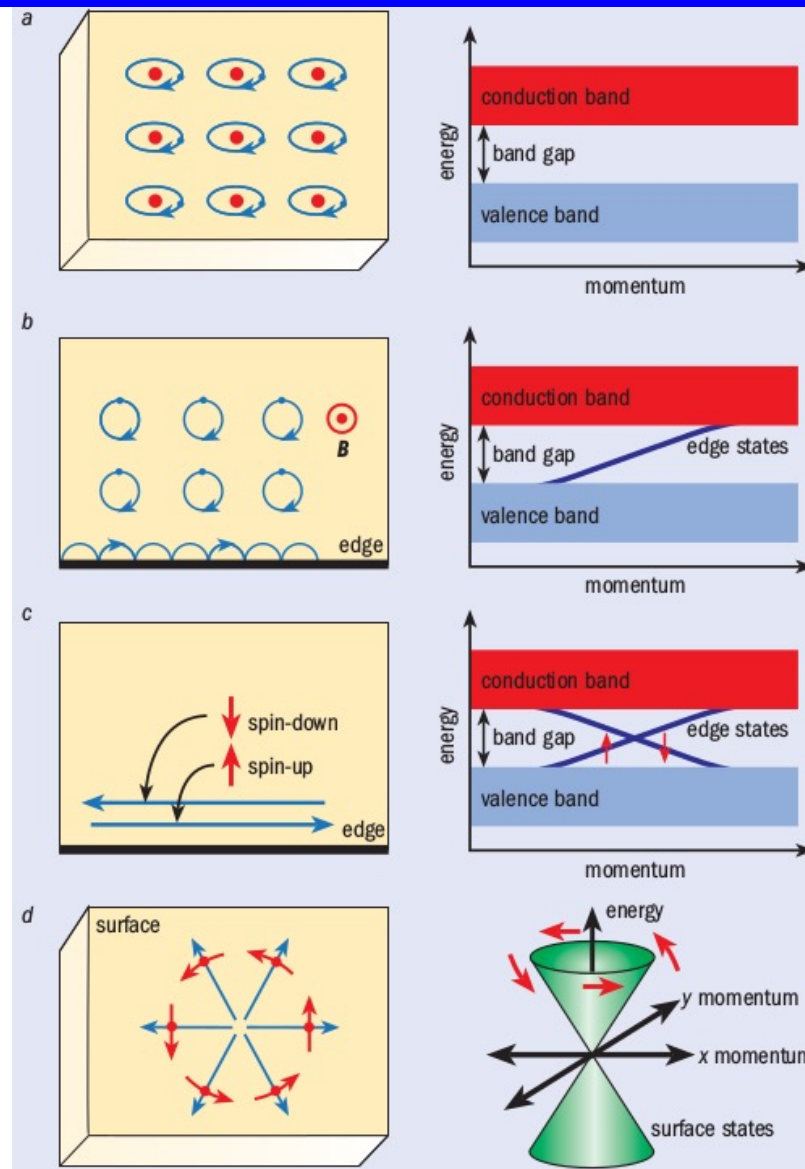 a
conduction band
energy
band gap
valence band
momentum
b
B
edge
conduction band
energy
band gap
edge states
valence band
momentum
c
spin-down
spin-up
edge
conduction band
energy
band gap
edge states
valence band
momentum
d
surface
energy
y momentum
x momentum
surface states